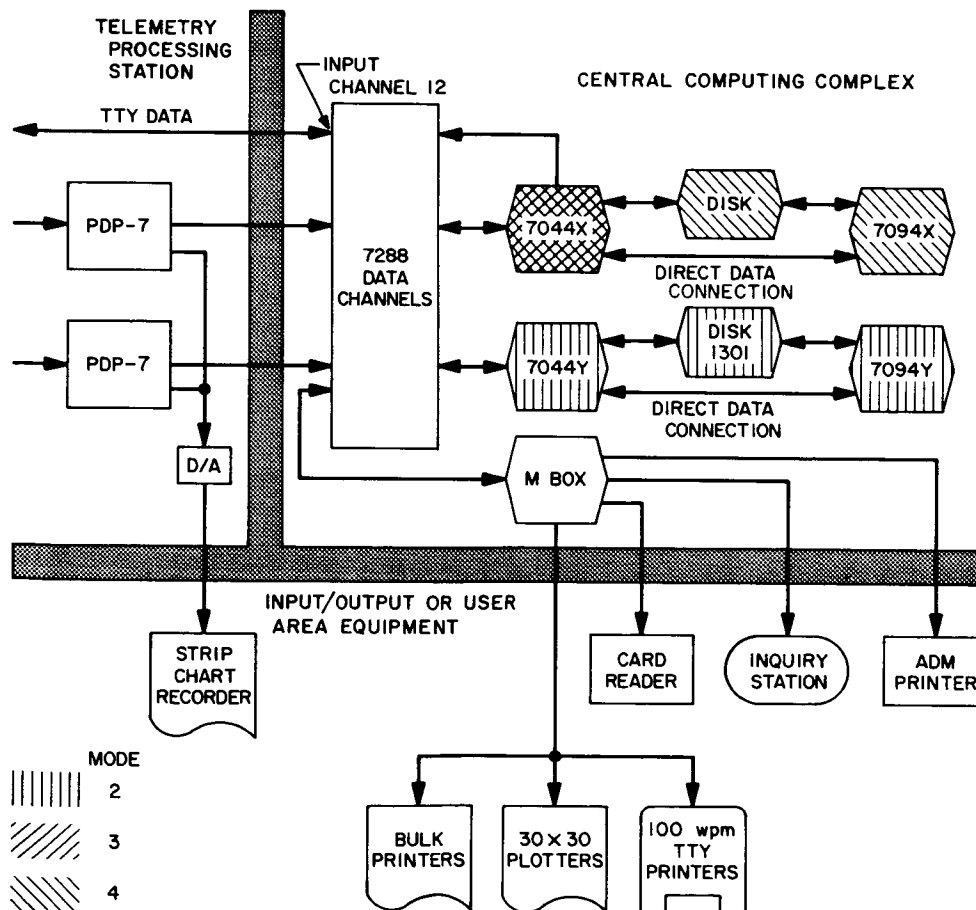 TELEMETRY
PROCESSING
STATION
INPUT
CHANNEL 12
CENTRAL COMPUTING COMPLEX
TTY DATA
PDP-7
7288
DATA
CHANNELS
7044X
DISK
7094X
DIRECT DATA
CONNECTION
PDP-7
7044Y
DISK
1301
7094Y
DIRECT DATA
CONNECTION
D/A
M BOX
INPUT/OUTPUT OR USER
AREA EQUIPMENT
STRIP
CHART
RECORDER
CARD
READER
INQUIRY
STATION
ADM
PRINTER
MODE
2
3
4
BULK
PRINTERS
30 × 30
PLOTTERS
100 wpm
TTY
PRINTERS